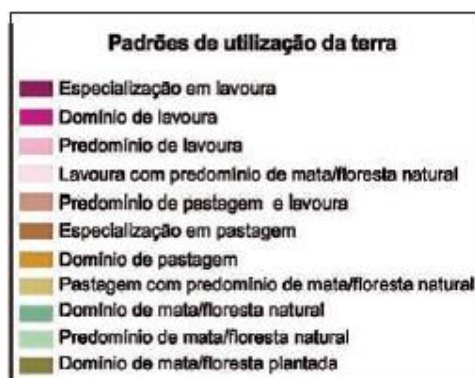 Padrões de utilização da terra
Especialização em lavoura
Domínio de lavoura
Predomínio de lavoura
Lavoura com predomínio de mata/floresta natural
Predomínio de pastagem e lavoura
Especialização em pastagem
Domínio de pastagem
Pastagem com predomínio de mata/floresta natural
Domínio de mata/floresta natural
Predomínio de mata/floresta natural
Domínio de mata/floresta plantada